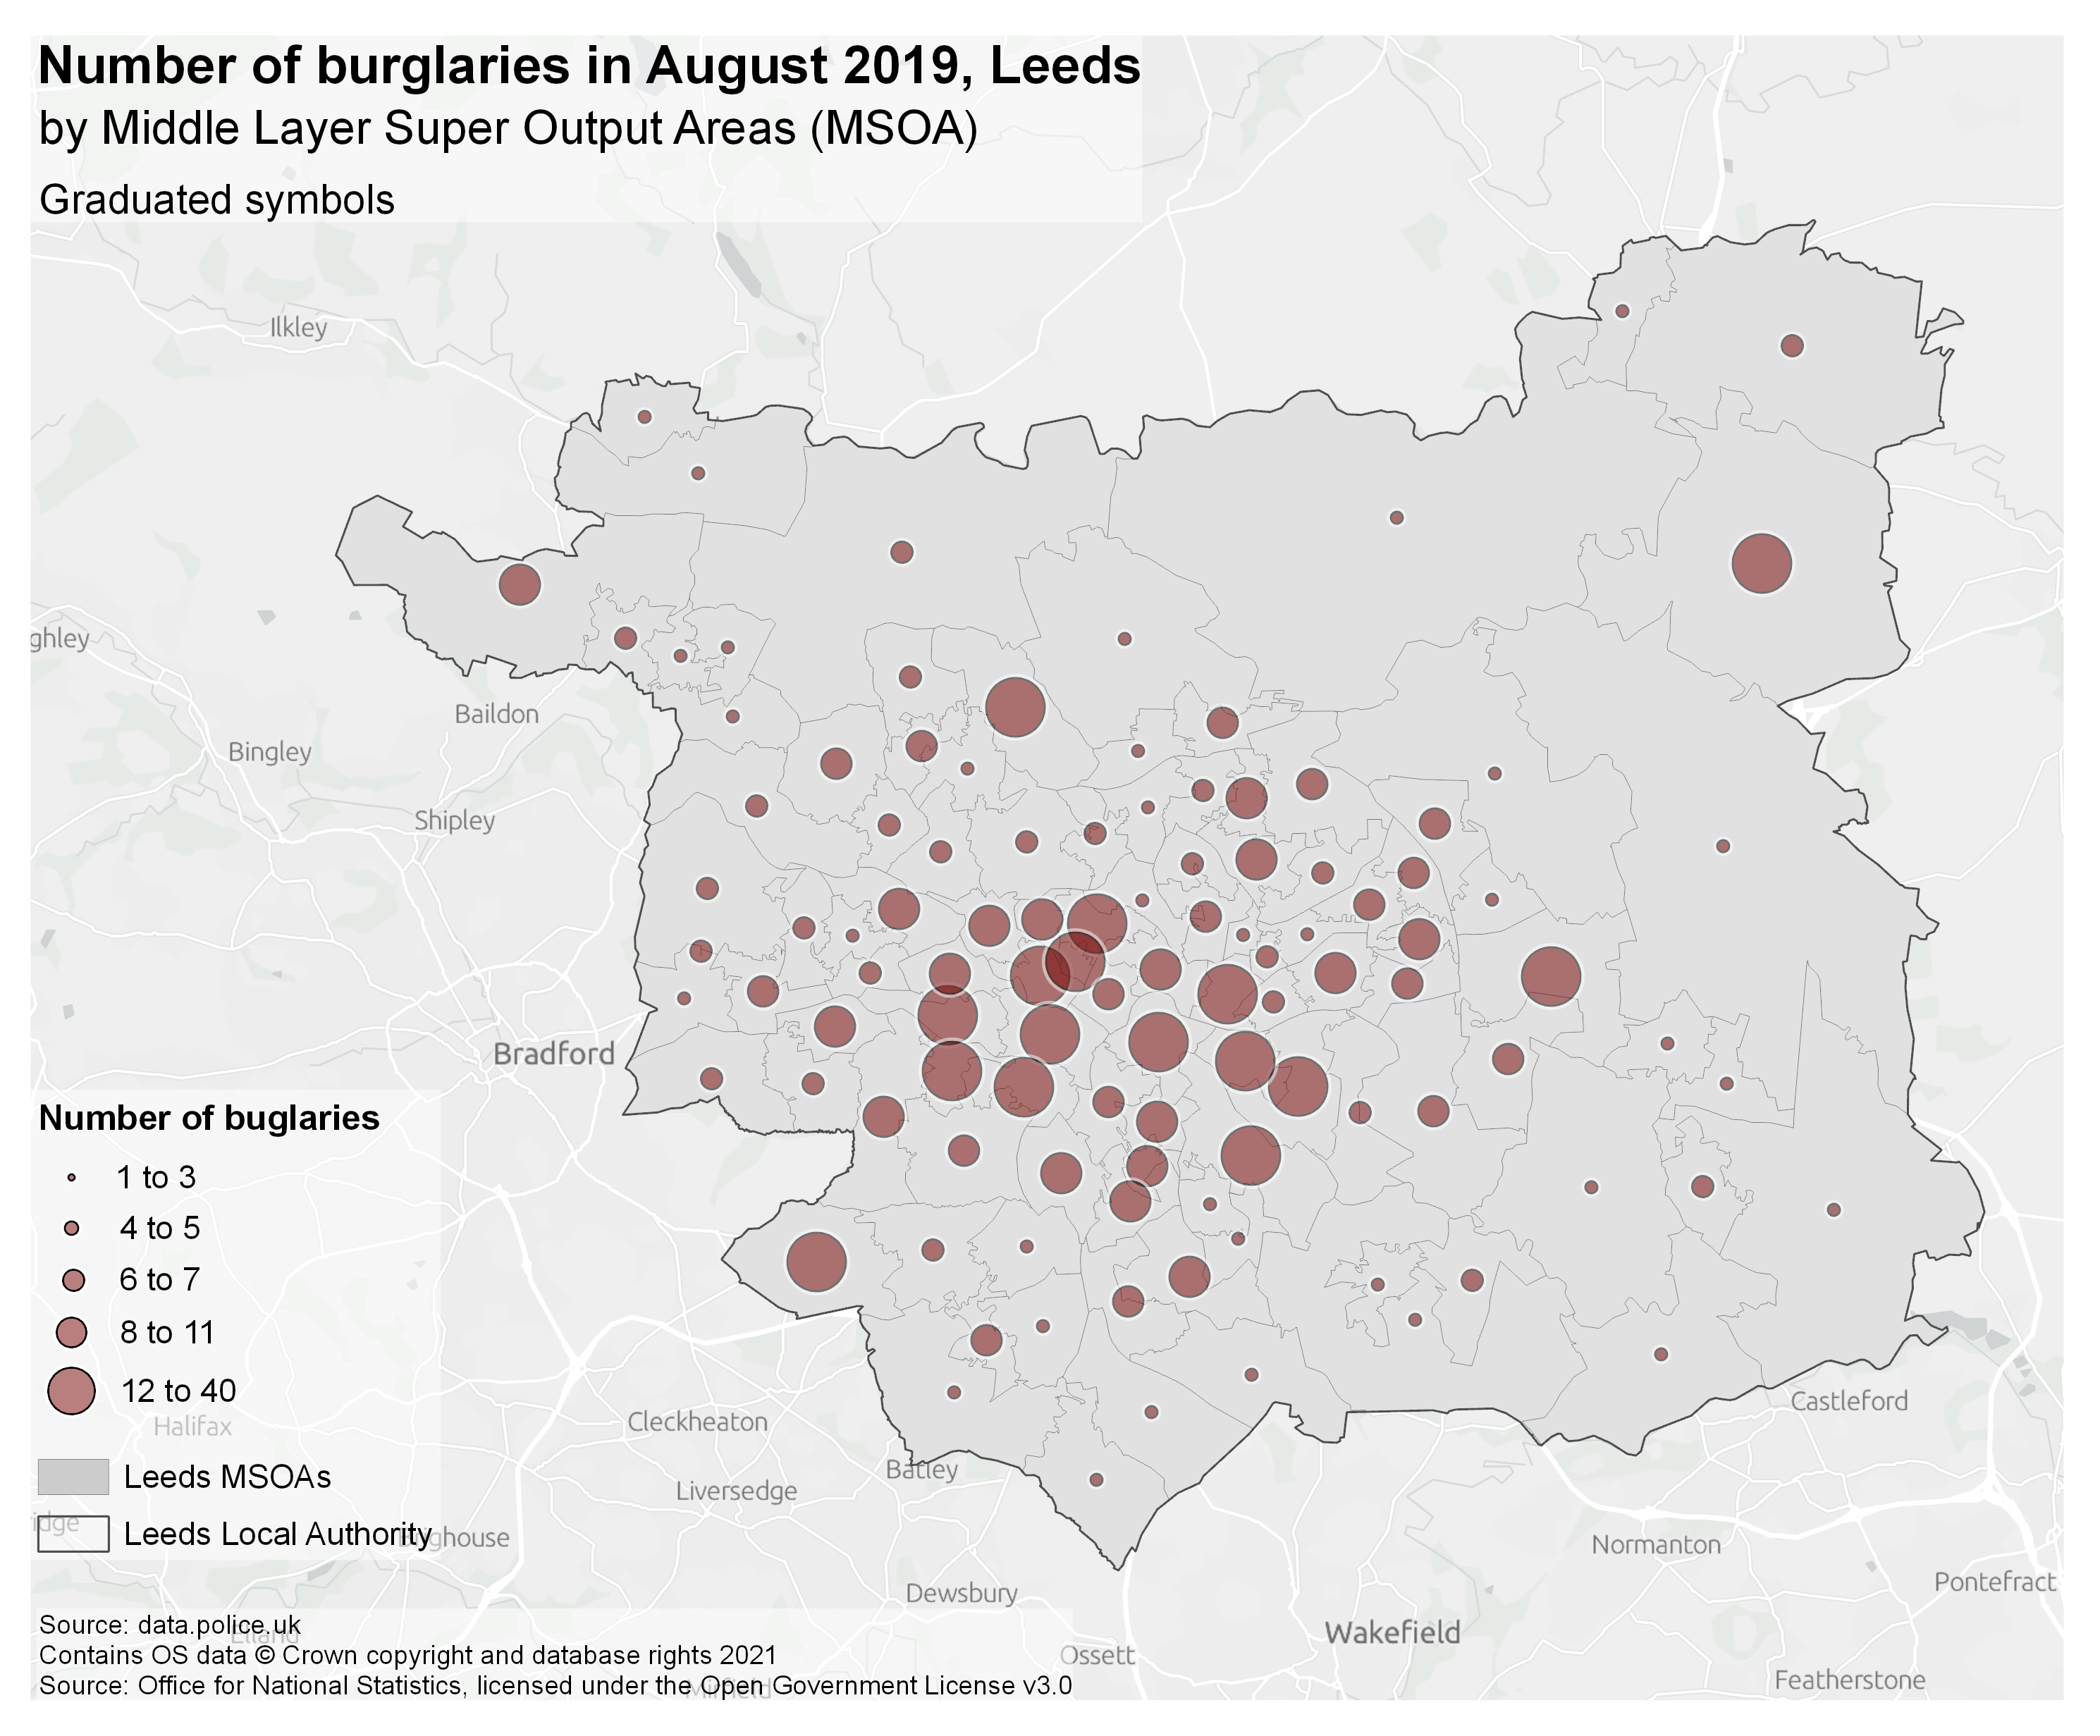 Number of burglaries in August 2019, Leeds
by Middle Layer Super Output Areas (MSOA)
Graduated symbols
Ilkley
ghley
Baildon
Bingley
Shipley
Bradford
Number of buglaries
1 to 3
4 to 5
6 to 7
8 to 11
12 to 40
Halifax
Castleford
Cleckheaton
Batley
Leeds MSOAs
Liversedge
idge
Leeds Local Authority
ghouse
Normanton
Pontefract
Dewsbury
Source: data.police.uk
Elland
Wakefield
Contains OS data © Crown copyright and database rights 2021
Ossett
Source: Office for National Statistics, licensed under the Open Government License v3.0
Mirfield
Featherstone